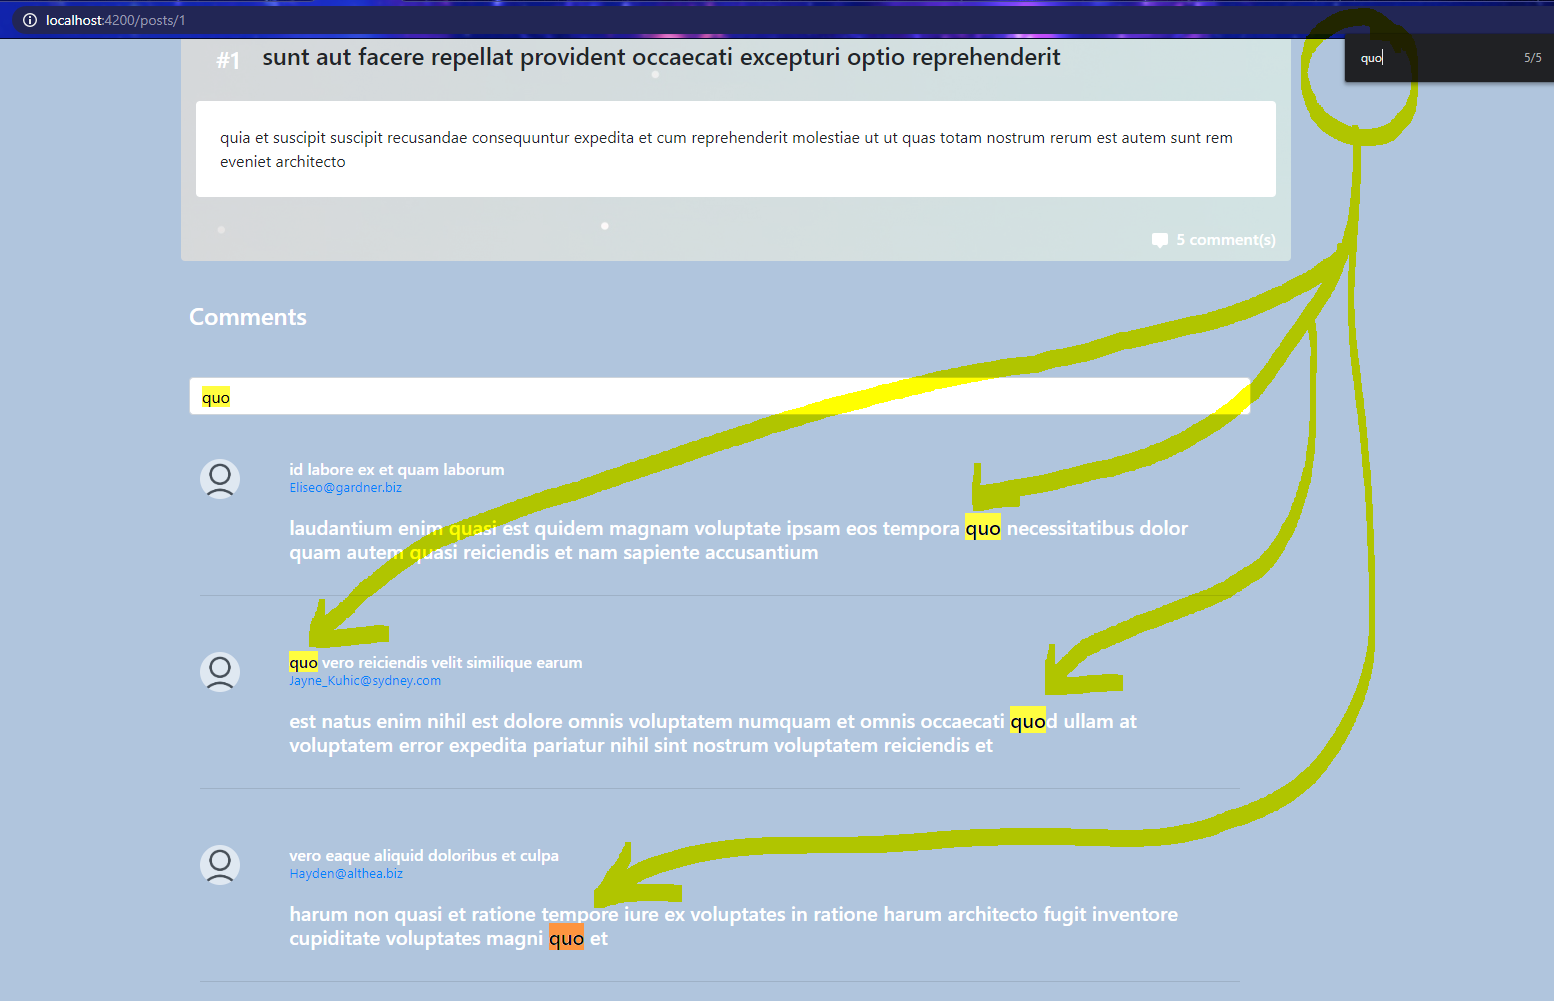 localhost:4200/posts/1
quo 5/5
#1 sunt aut facere repellat provident occaecati excepturi optio reprehenderit
quia et suscipit suscipit recusandae consequuntur expedita et cum reprehenderit molestiae ut ut quas totam nostrum rerum est autem sunt rem
eveniet architecto
5 comment(s)
Comments
quo
id labore ex et quam laborum
Eliseo@gardner.biz
laudantium enim quasi est quidem magnam voluptate ipsam eos tempora quo necessitatibus dolor
quam autem quasi reiciendis et nam sapiente accusantium
quo vero reiciendis velit similique earum
Jayne_Kuhic@sydney.com
est natus enim nihil est dolore omnis voluptatem numquam et omnis occaecati quod ullam at
voluptatem error expedita pariatur nihil sint nostrum voluptatem reiciendis et
vero eaque aliquid doloribus et culpa
Hayden@althea.biz
harum non quasi et ratione tempore iure ex voluptates in ratione harum architecto fugit inventore
cupiditate voluptates magni quo et